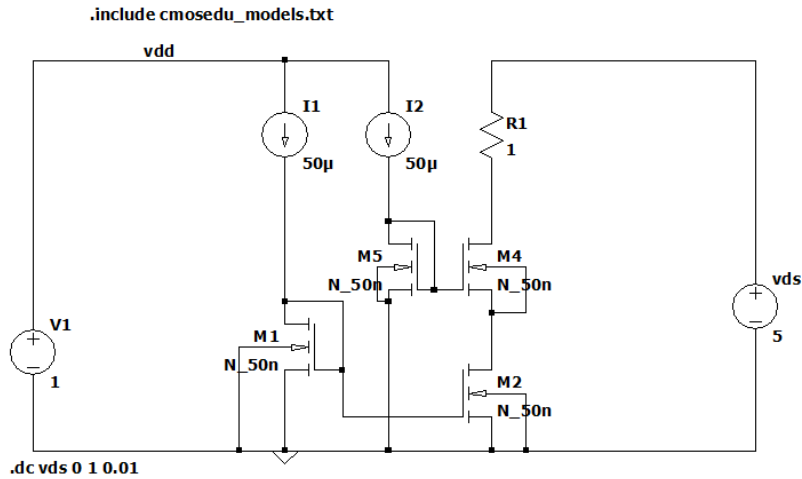 .include cmosedu_models.txt
vdd
I1
50µ
I2
50µ
R1
1
M5
N_50n
M4
N_50n
vds
5
V1
1
M1
N_50n
M2
N_50n
.dc vds 0 1 0.01